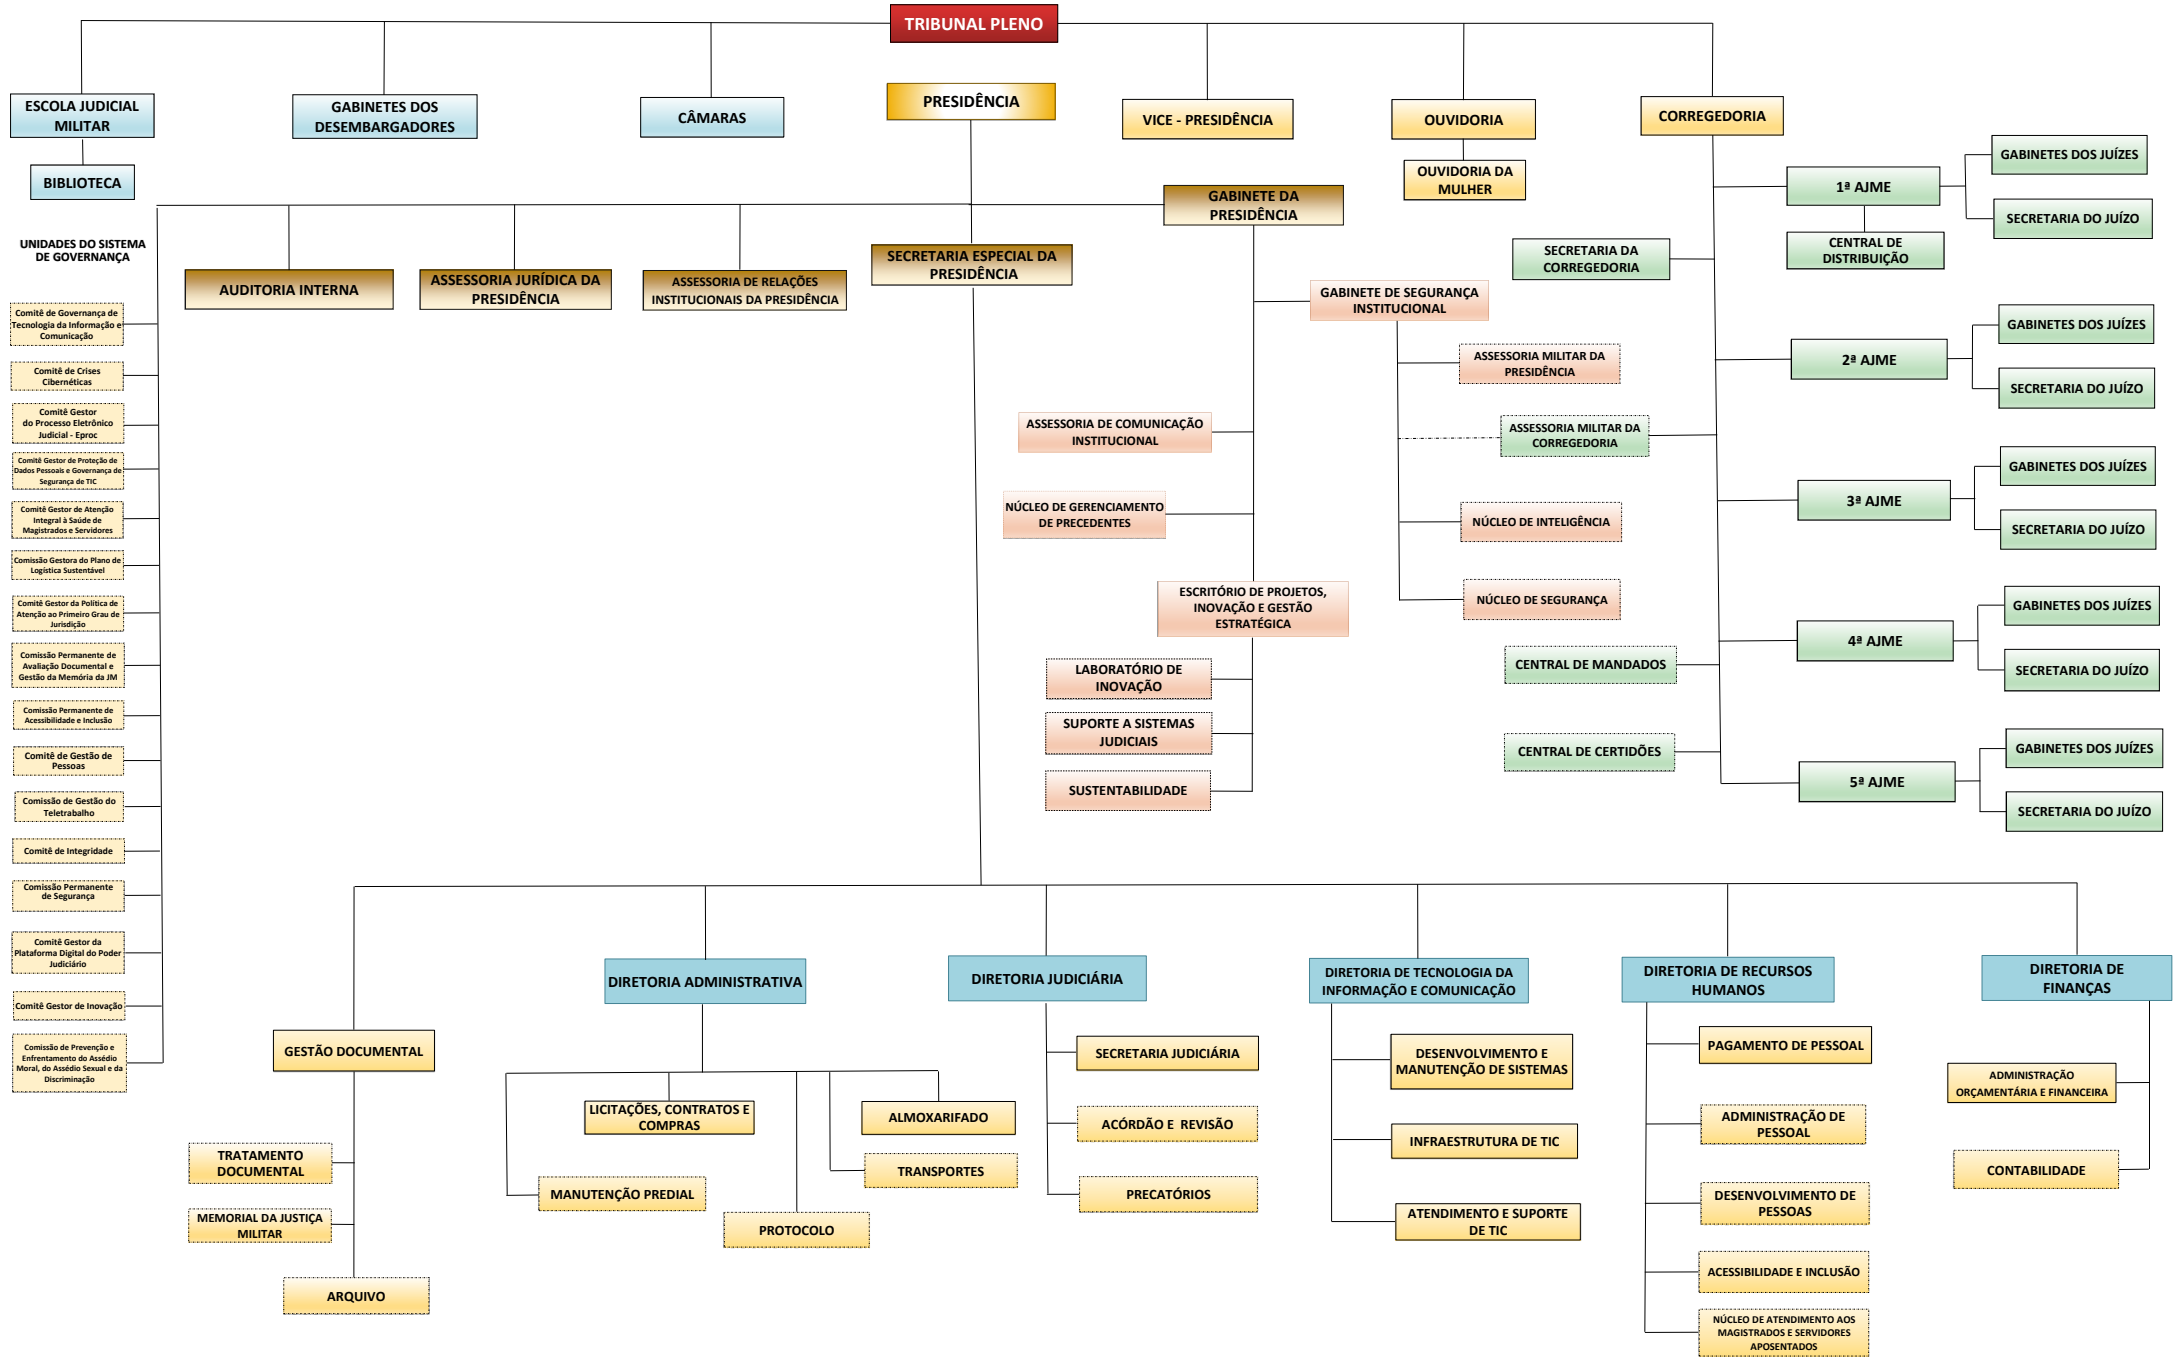 TRIBUNAL PLENO
ESCOLA JUDICIAL
MILITAR
BIBLIOTECA
GABINETES DOS
DESEMBARGADORES
CÂMARAS
PRESIDÊNCIA
VICE - PRESIDÊNCIA
OUVIDORIA
OUVIDORIA DA
MULHER
CORREGEDORIA
GABINETE DA
PRESIDÊNCIA
SECRETARIA ESPECIAL DA
PRESIDÊNCIA
AUDITORIA INTERNA
ASSESSORIA JURÍDICA DA
PRESIDÊNCIA
ASSESSORIA DE RELAÇÕES
INSTITUCIONAIS DA PRESIDÊNCIA
UNIDADES DO SISTEMA
DE GOVERNANÇA
Comitê de Governança de
Tecnologia da Informação e
Comunicação
Comitê de Crises
Cibernéticas
Comitê Gestor
do Processo Eletrônico
Judicial - Eproc
Comitê Gestor de Proteção de
Dados Pessoais e Governança de
Segurança de TIC
Comitê Gestor de Atenção
Integral à Saúde de
Magistrados e Servidores
Comissão Gestora do Plano de
Logística Sustentável
Comitê Gestor da Política de
Atenção ao Primeiro Grau de
Jurisdição
Comissão Permanente de
Avaliação Documental e
Gestão da Memória da JM
Comissão Permanente de
Acessibilidade e Inclusão
Comitê de Gestão de
Pessoas
Comissão de Gestão do
Teletrabalho
Comitê de Integridade
Comissão Permanente
de Segurança
Comitê Gestor da
Plataforma Digital do Poder
Judiciário
Comitê Gestor de Inovação
Comissão de Prevenção e
Enfrentamento do Assédio
Moral, do Assédio Sexual e da
Discriminação
GABINETE DE SEGURANÇA
INSTITUCIONAL
ASSESSORIA MILITAR DA
PRESIDÊNCIA
ASSESSORIA MILITAR DA
CORREGEDORIA
NÚCLEO DE INTELIGÊNCIA
NÚCLEO DE SEGURANÇA
ASSESSORIA DE COMUNICAÇÃO
INSTITUCIONAL
NÚCLEO DE GERENCIAMENTO
DE PRECEDENTES
ESCRITÓRIO DE PROJETOS,
INOVAÇÃO E GESTÃO
ESTRATÉGICA
LABORATÓRIO DE
INOVAÇÃO
SUPORTE A SISTEMAS
JUDICIAIS
SUSTENTABILIDADE
SECRETARIA DA
CORREGEDORIA
CENTRAL DE MANDADOS
CENTRAL DE CERTIDÕES
1ª AJME
GABINETES DOS JUÍZES
SECRETARIA DO JUÍZO
CENTRAL DE
DISTRIBUIÇÃO
2ª AJME
GABINETES DOS JUÍZES
SECRETARIA DO JUÍZO
3ª AJME
GABINETES DOS JUÍZES
SECRETARIA DO JUÍZO
4ª AJME
GABINETES DOS JUÍZES
SECRETARIA DO JUÍZO
5ª AJME
GABINETES DOS JUÍZES
SECRETARIA DO JUÍZO
GESTÃO DOCUMENTAL
TRATAMENTO
DOCUMENTAL
MEMORIAL DA JUSTIÇA
MILITAR
ARQUIVO
DIRETORIA ADMINISTRATIVA
LICITAÇÕES, CONTRATOS E
COMPRAS
ALMOXARIFADO
TRANSPORTES
MANUTENÇÃO PREDIAL
PROTOCOLO
DIRETORIA JUDICIÁRIA
SECRETARIA JUDICIÁRIA
ACÓRDÃO E REVISÃO
PRECATÓRIOS
DIRETORIA DE TECNOLOGIA DA
INFORMAÇÃO E COMUNICAÇÃO
DESENVOLVIMENTO E
MANUTENÇÃO DE SISTEMAS
INFRAESTRUTURA DE TIC
ATENDIMENTO E SUPORTE
DE TIC
DIRETORIA DE RECURSOS
HUMANOS
PAGAMENTO DE PESSOAL
ADMINISTRAÇÃO DE
PESSOAL
DESENVOLVIMENTO DE
PESSOAS
ACESSIBILIDADE E INCLUSÃO
NÚCLEO DE ATENDIMENTO AOS
MAGISTRADOS E SERVIDORES
APOSENTADOS
DIRETORIA DE
FINANÇAS
ADMINISTRAÇÃO
ORÇAMENTÁRIA E FINANCEIRA
CONTABILIDADE